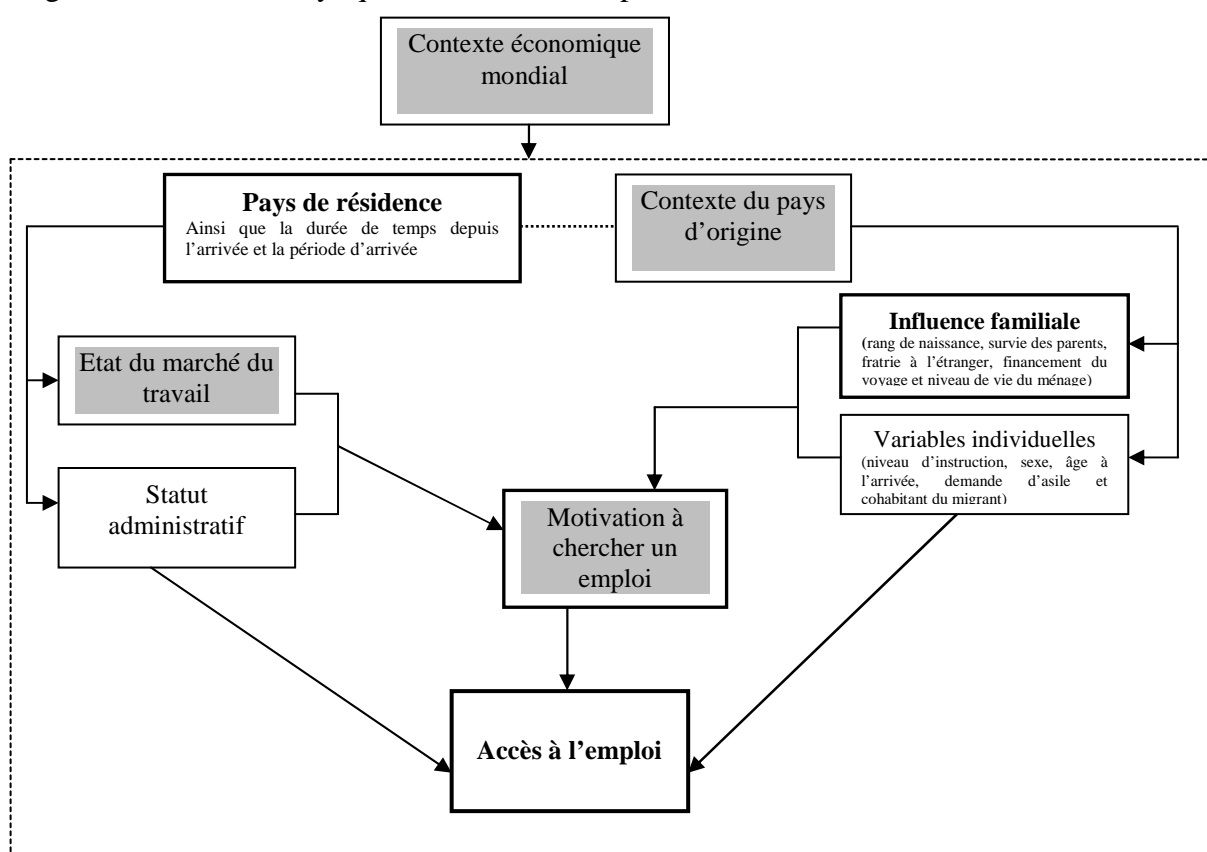 Contexte économique
mondial
Pays de résidence
Ainsi que la durée de temps depuis
l'arrivée et la période d'arrivée
Contexte du pays
d'origine
Influence familiale
(rang de naissance, survie des parents,
fratrie à l'étranger, financement du
voyage et niveau de vie du ménage)
Etat du marché du
travail
Variables individuelles
(niveau d'instruction, sexe, âge à
l'arrivée, demande d'asile et
cohabitant du migrant)
Statut
administratif
Motivation à
chercher un
emploi
Accès à l'emploi